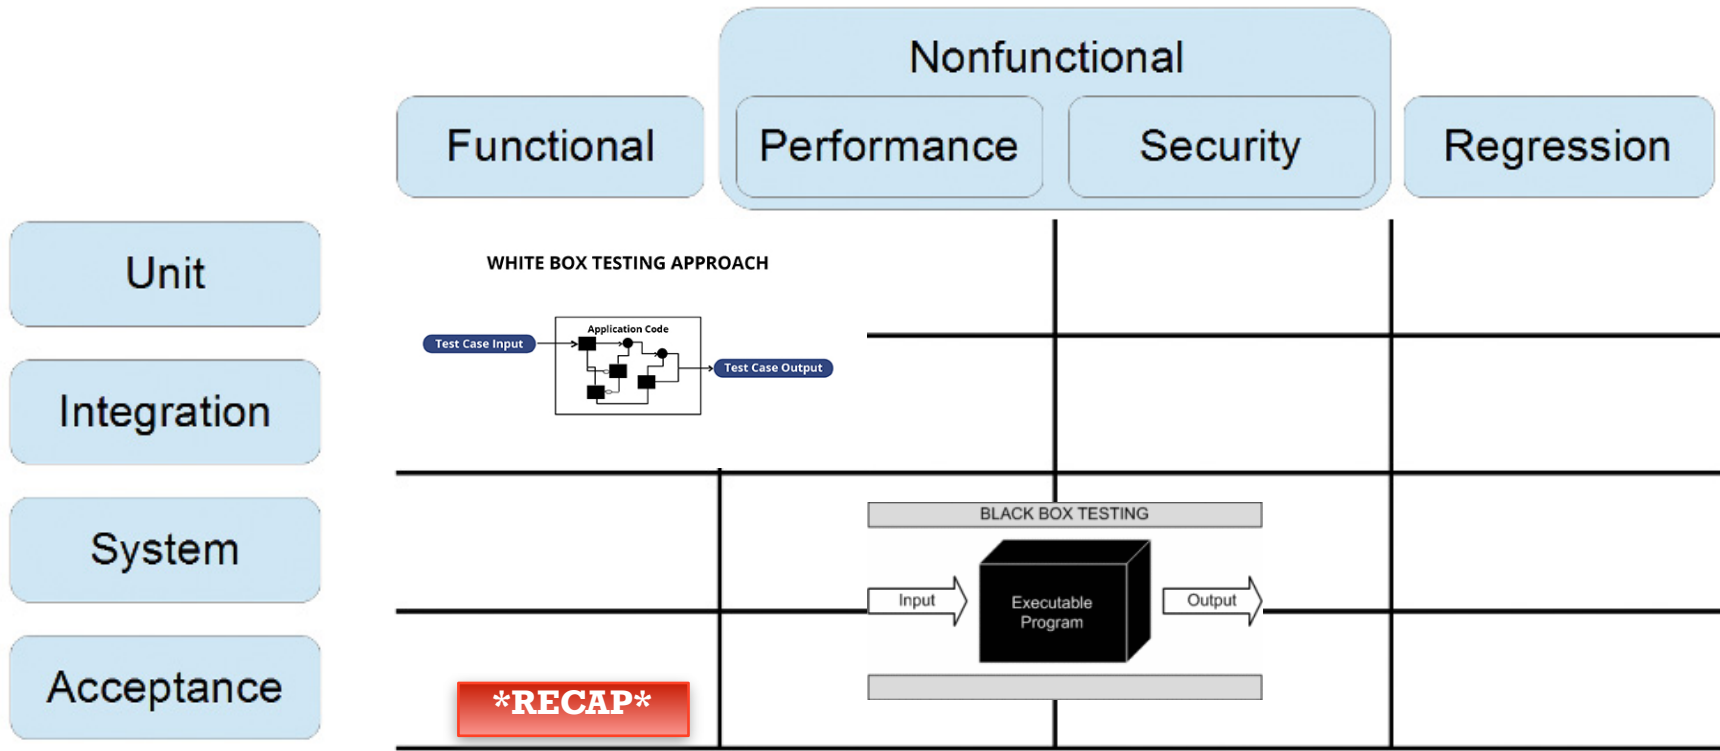 Nonfunctional
Functional
Performance
Security
Regression
Unit
WHITE BOX TESTING APPROACH
Application Code
Test Case Input
Test Case Output
Integration
System
BLACK BOX TESTING
Input
Executable
Program
Output
Acceptance
*RECAP*